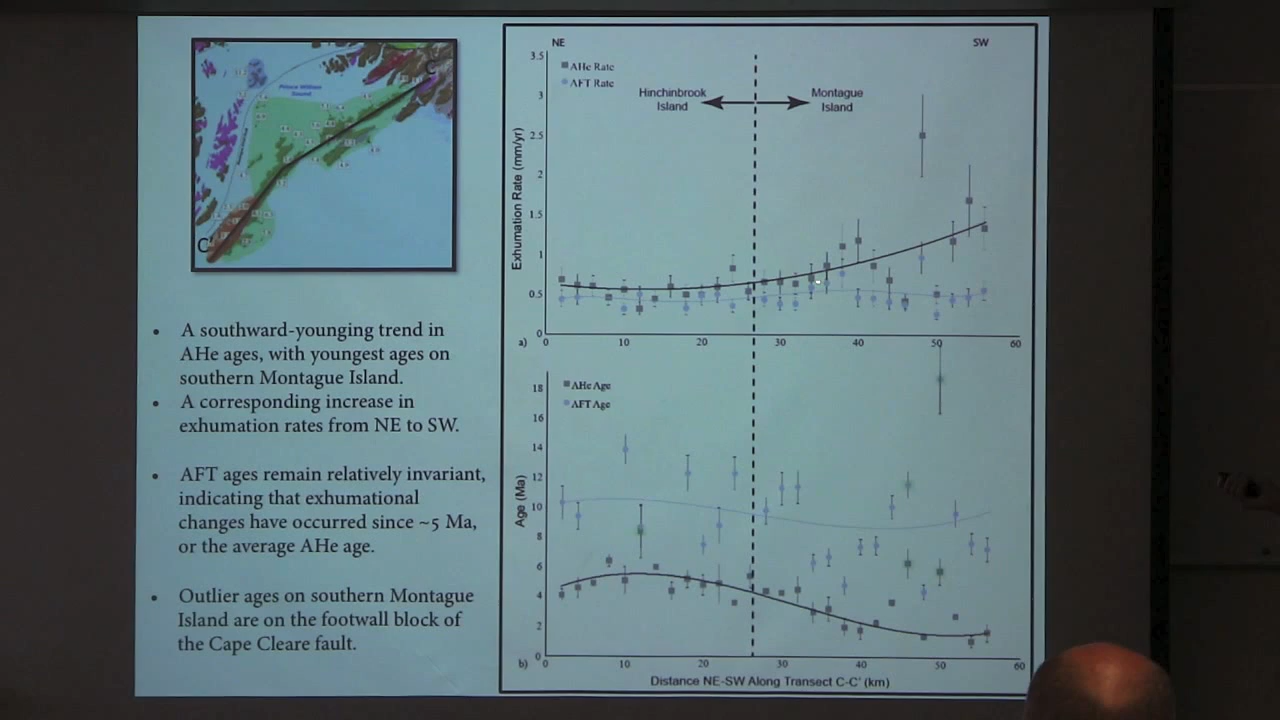 Prince William
Sound
C
C'
• A southward-younging trend in
AHe ages, with youngest ages on
southern Montague Island.
• A corresponding increase in
exhumation rates from NE to SW.
• AFT ages remain relatively invariant,
indicating that exhumational
changes have occurred since ~5 Ma,
or the average AHe age.
• Outlier ages on southern Montague
Island are on the footwall block of
the Cape Cleare fault.
NE
SW
AHe Rate
AFT Rate
Hinchinbrook
Island
Montague
Island
Exhumation Rate (mm/yr)
3.5
3
2.5
2
1.5
1
0.5
0
a)
0 10 20 30 40 50 60
AHe Age
AFT Age
Age (Ma)
18
16
14
12
10
8
6
4
2
0
b)
0 10 20 30 40 50 60
Distance NE-SW Along Transect C-C' (km)